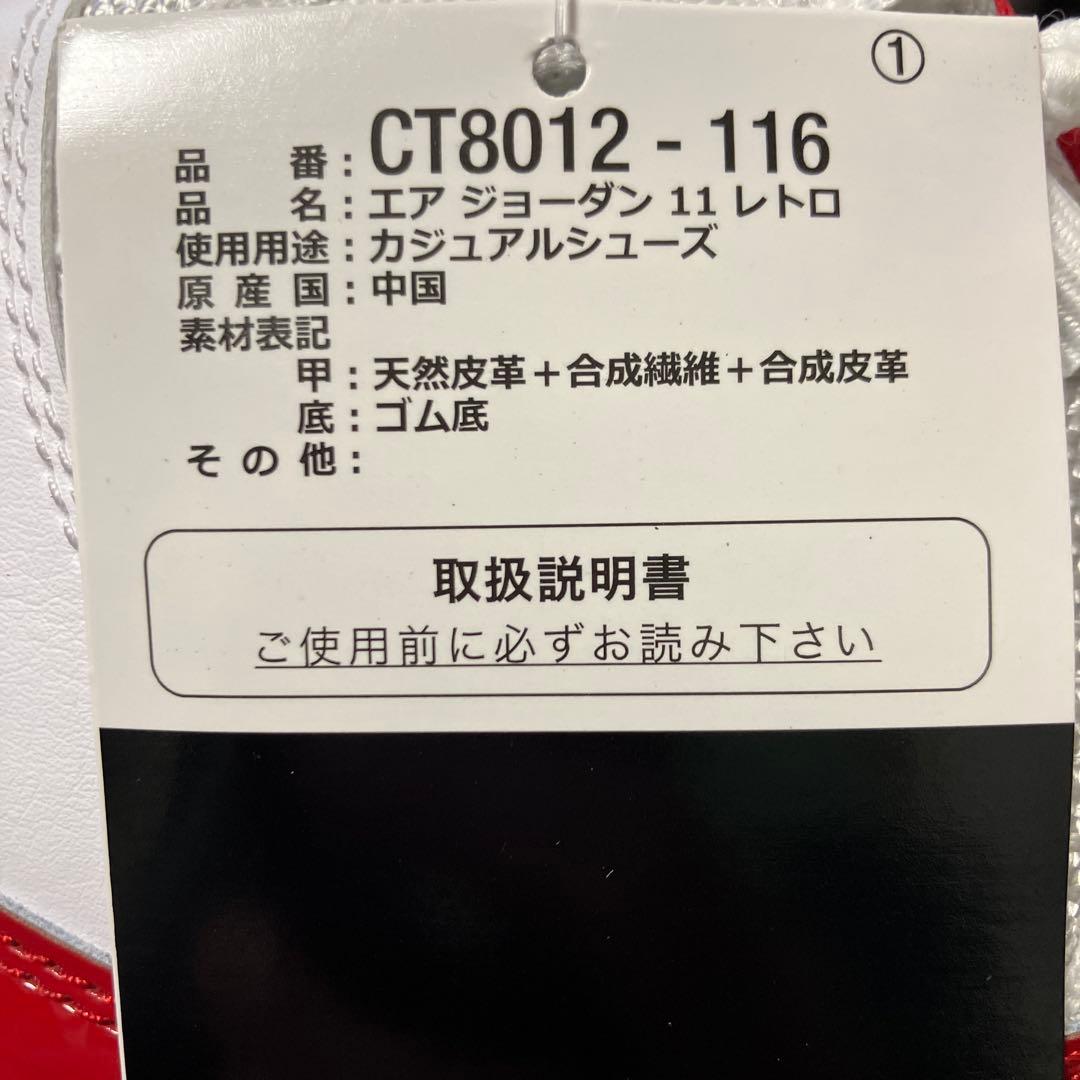 ①
品番：CT8012 - 116
品名：エア ジョーダン 11 レトロ
使用用途：カジュアルシューズ
原産国：中国
素材表記
甲：天然皮革＋合成繊維＋合成皮革
底：ゴム底
その他：
取扱説明書
ご使用前に必ずお読み下さい